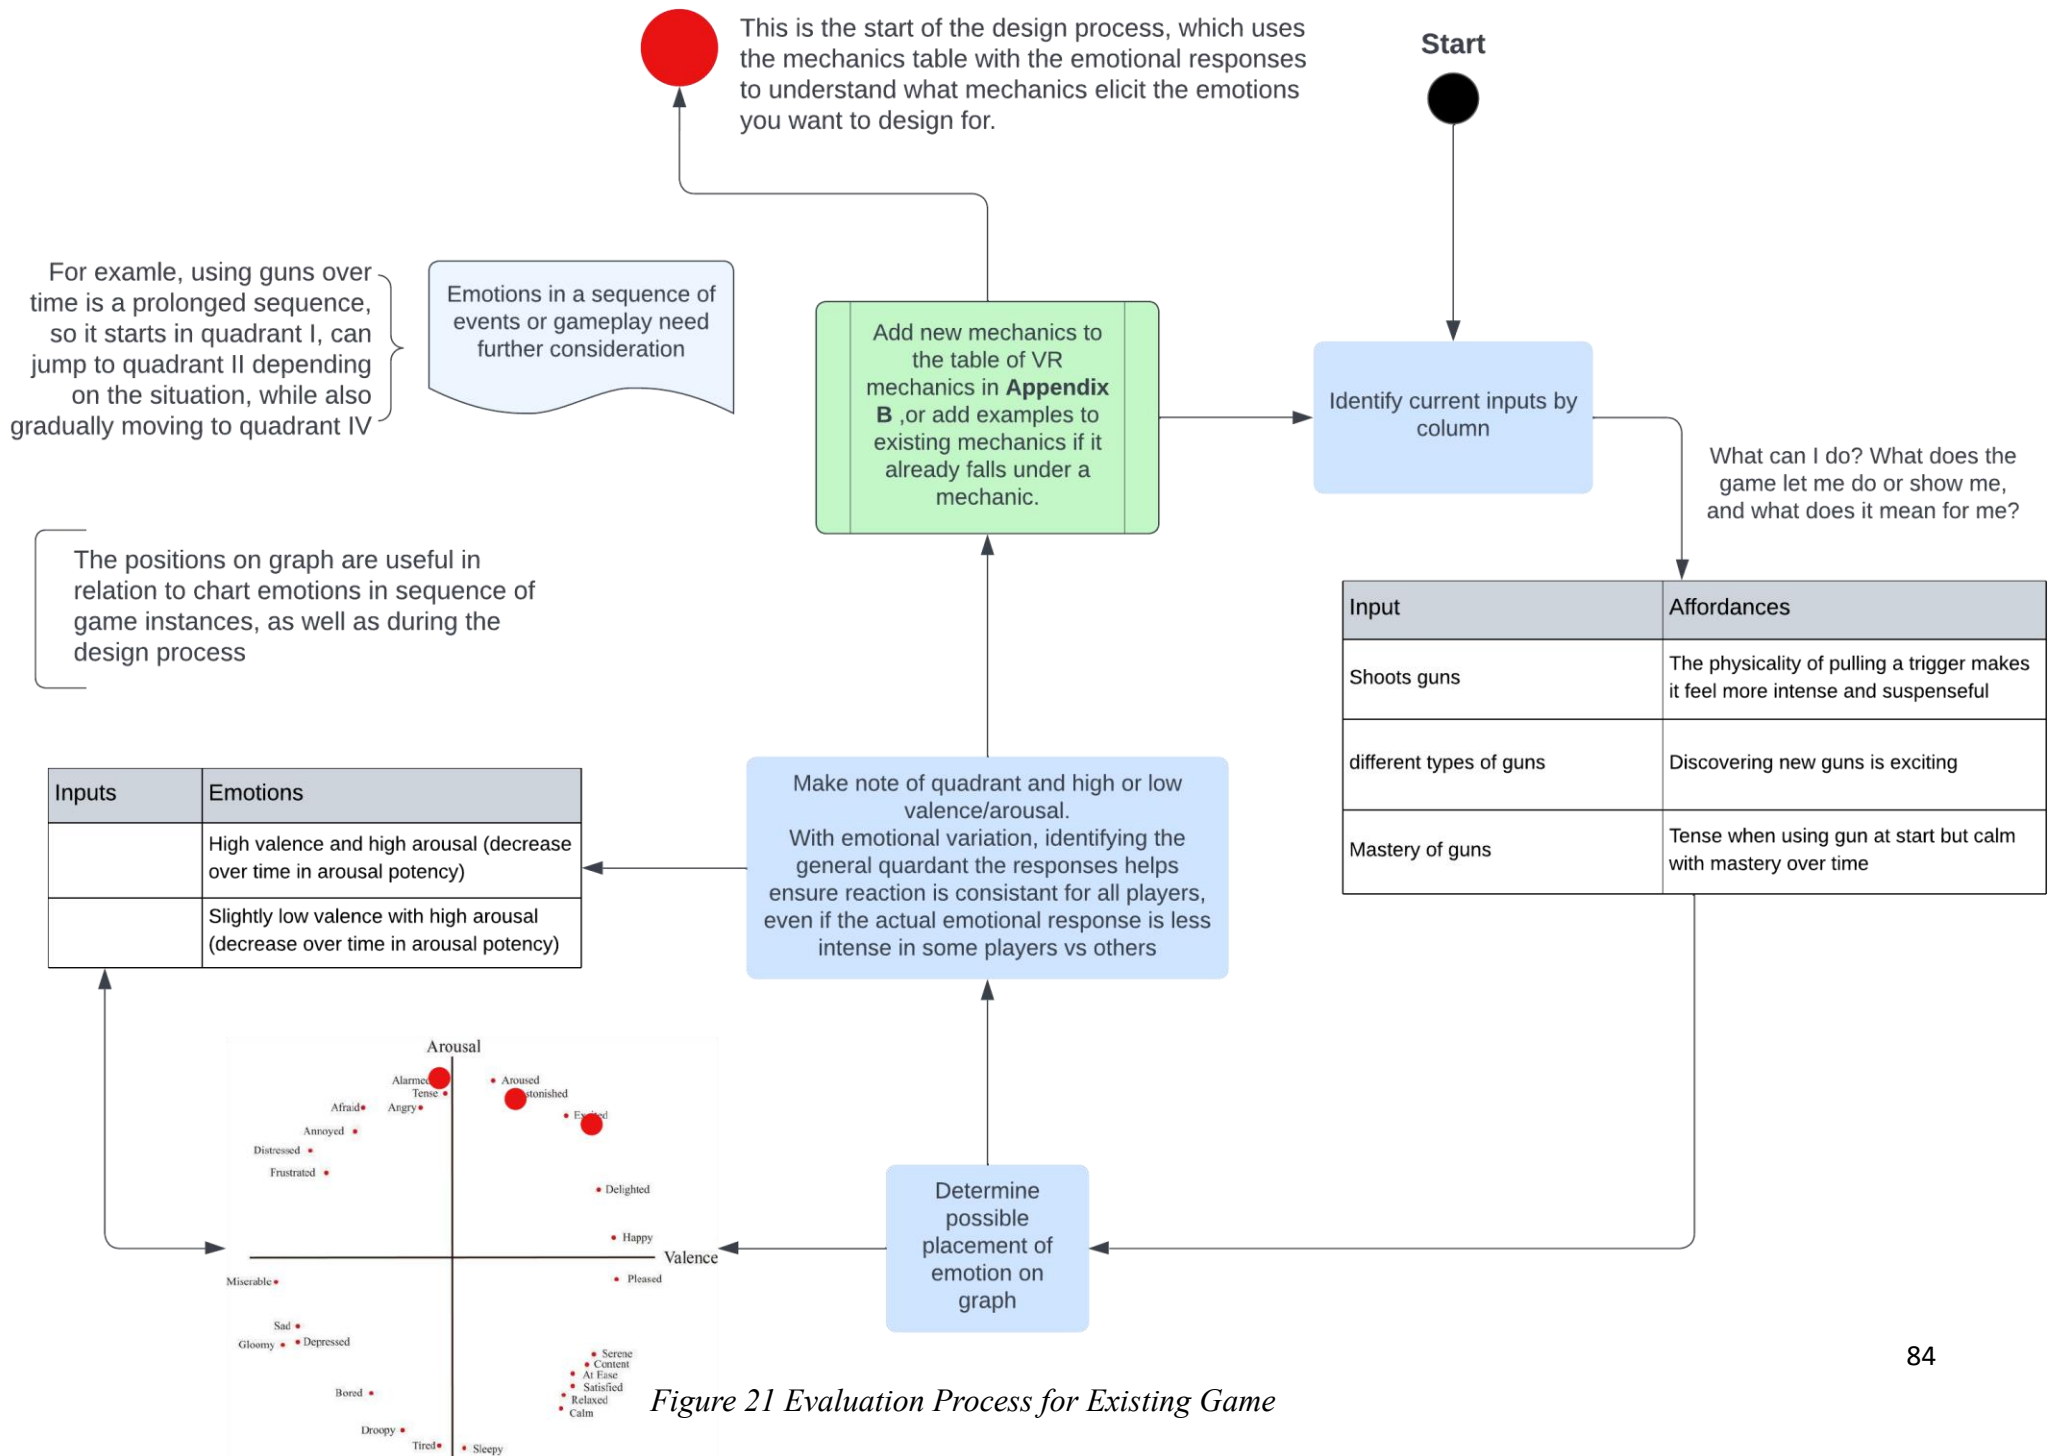 This is the start of the design process, which uses
the mechanics table with the emotional responses
to understand what mechanics elicit the emotions
you want to design for.
Start
For examle, using guns over
time is a prolonged sequence,
so it starts in quadrant I, can
jump to quadrant II depending
on the situation, while also
gradually moving to quadrant IV
Emotions in a sequence of
events or gameplay need
further consideration
Add new mechanics to
the table of VR
mechanics in Appendix
B ,or add examples to
existing mechanics if it
already falls under a
mechanic.
Identify current inputs by
column
What can I do? What does the
game let me do or show me,
and what does it mean for me?
The positions on graph are useful in
relation to chart emotions in sequence of
game instances, as well as during the
design process
Input
Affordances
Shoots guns
The physicality of pulling a trigger makes
it feel more intense and suspenseful
different types of guns
Discovering new guns is exciting
Mastery of guns
Tense when using gun at start but calm
with mastery over time
Inputs
Emotions
High valence and high arousal (decrease
over time in arousal potency)
Slightly low valence with high arousal
(decrease over time in arousal potency)
Make note of quadrant and high or low
valence/arousal.
With emotional variation, identifying the
general quardant the responses helps
ensure reaction is consistant for all players,
even if the actual emotional response is less
intense in some players vs others
Determine
possible
placement of
emotion on
graph
Arousal
Alarmed
Aroused
Tense
stonished
Afraid
Angry
Excited
Annoyed
Distressed
Frustrated
Delighted
Happy
Valence
Miserable
Pleased
Sad
Gloomy
Depressed
Serene
Content
At Ease
Satisfied
Bored
Relaxed
Calm
Droopy
Tired
Sleepy
Figure 21 Evaluation Process for Existing Game
84